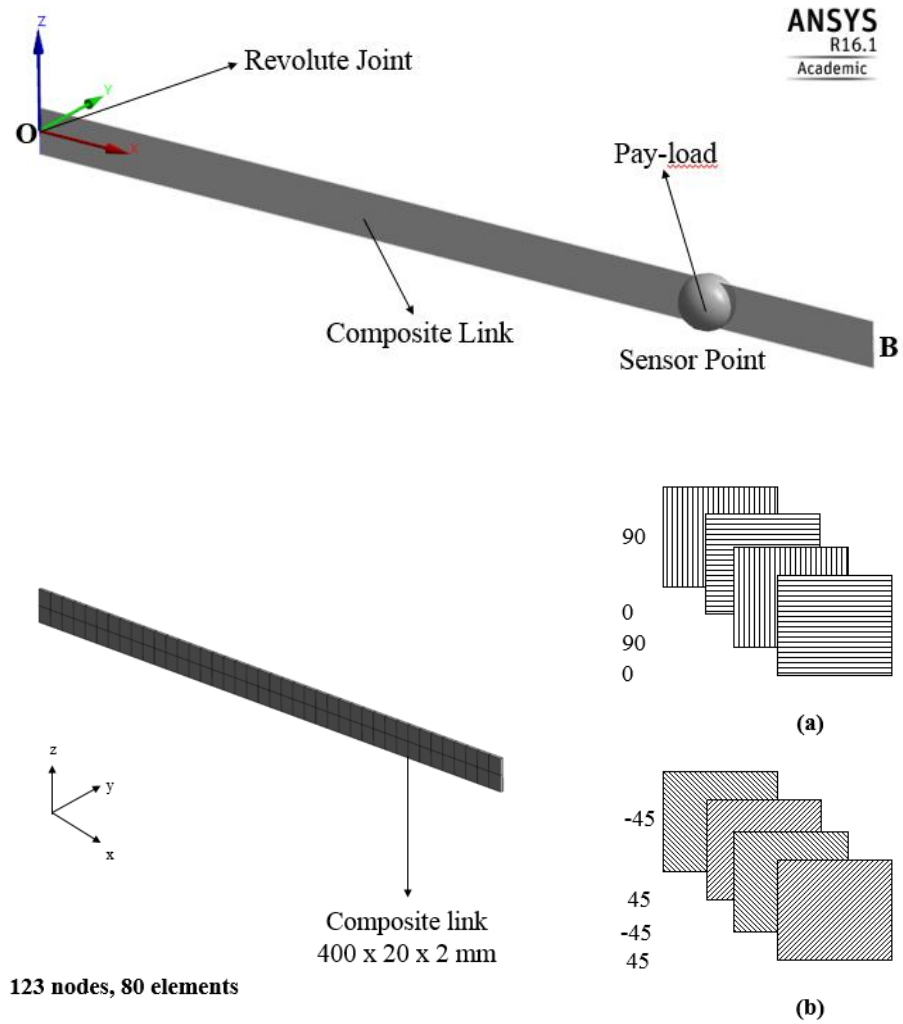 ANSYS
R16.1
Academic
Z
Y
X
O
Revolute Joint
Pay-load
Composite Link
Sensor Point
B
90
0
90
0
(a)
z
y
x
-45
45
-45
45
(b)
Composite link
400 x 20 x 2 mm
123 nodes, 80 elements